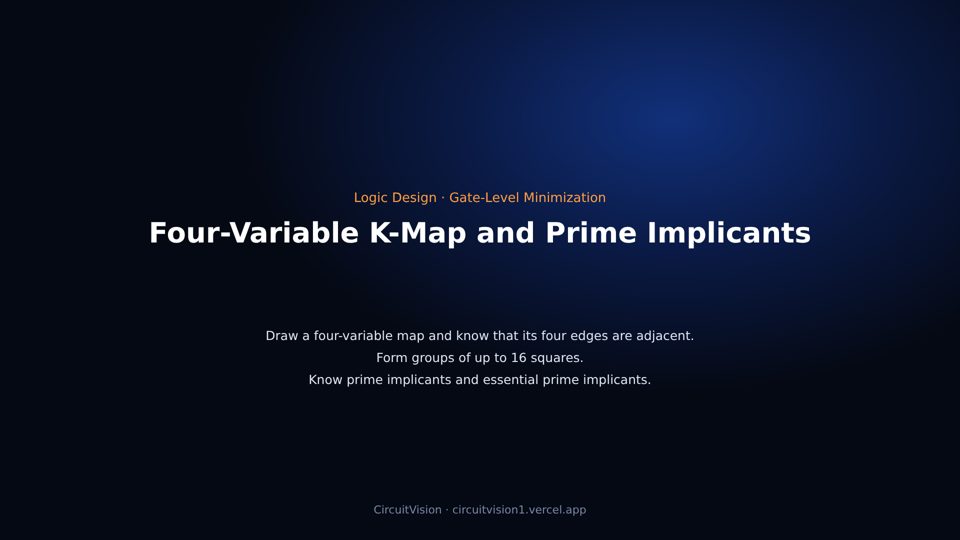 Logic Design · Gate-Level Minimization
Four-Variable K-Map and Prime Implicants
Draw a four-variable map and know that its four edges are adjacent.
Form groups of up to 16 squares.
Know prime implicants and essential prime implicants.
CircuitVision · circuitvision1.vercel.app